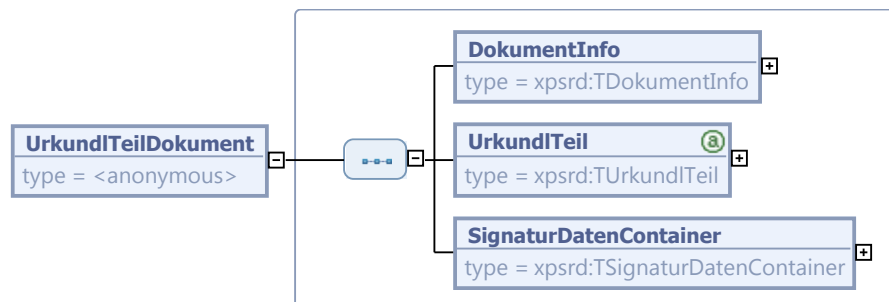 DokumentInfo
type = xpsrd:TDokumentInfo
UrkundlTeilDokument
type = <anonymous>
UrkundlTeil
a
type = xpsrd:TUrkundlTeil
SignaturDatenContainer
type = xpsrd:TSignaturDatenContainer